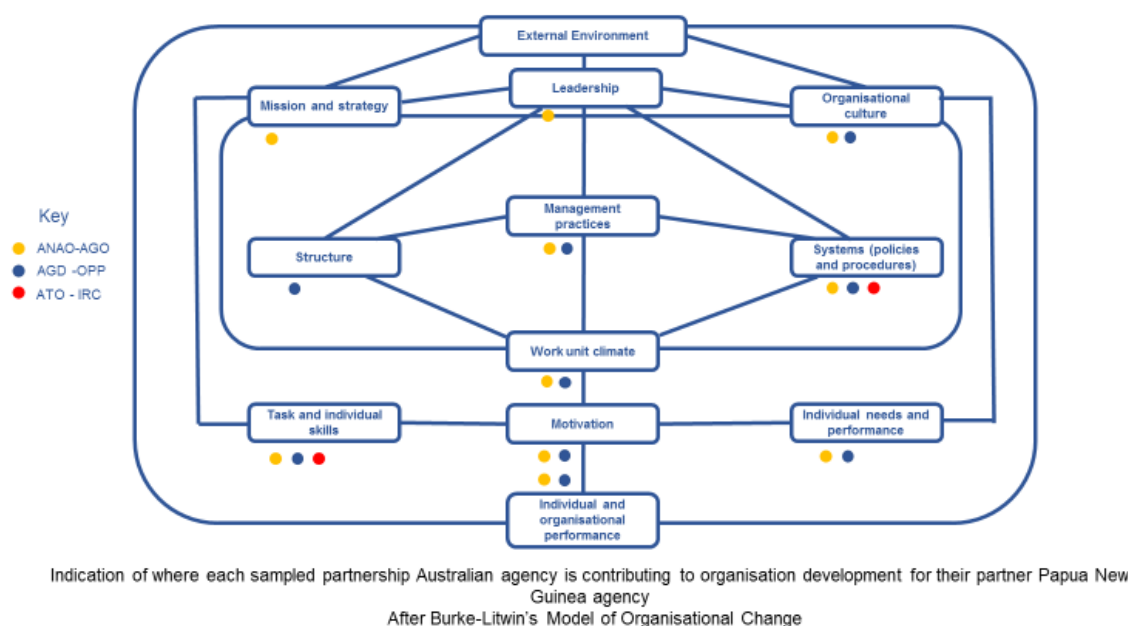 External Environment
Leadership
Mission and strategy
Organisational
culture
Key
ANAO-AGO
AGD -OPP
ATO - IRC
Management
practices
Structure
Systems (policies
and procedures)
Work unit climate
Task and individual
skills
Motivation
Individual needs and
performance
Individual and
organisational
performance
Indication of where each sampled partnership Australian agency is contributing to organisation development for their partner Papua New
Guinea agency
After Burke-Litwin's Model of Organisational Change